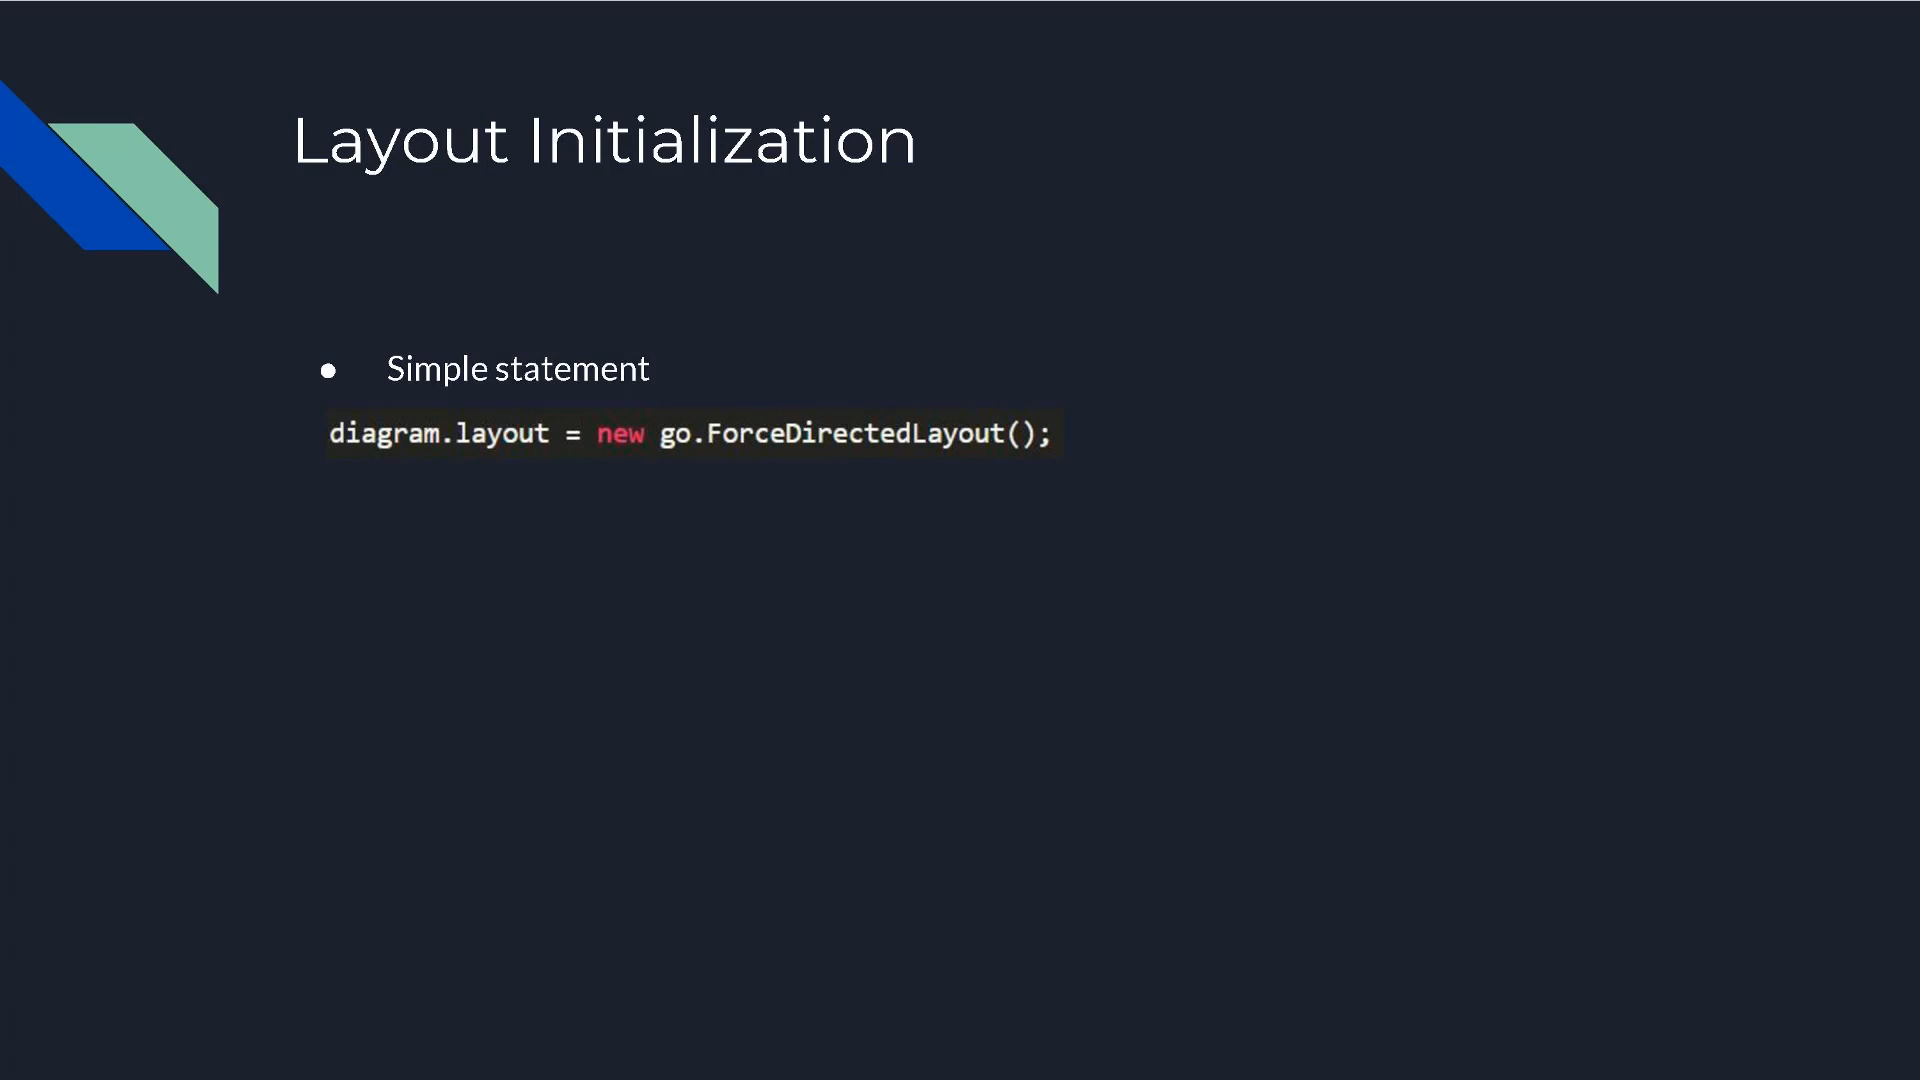 Layout Initialization
● Simple statement
diagram.layout = new go.ForceDirectedLayout();